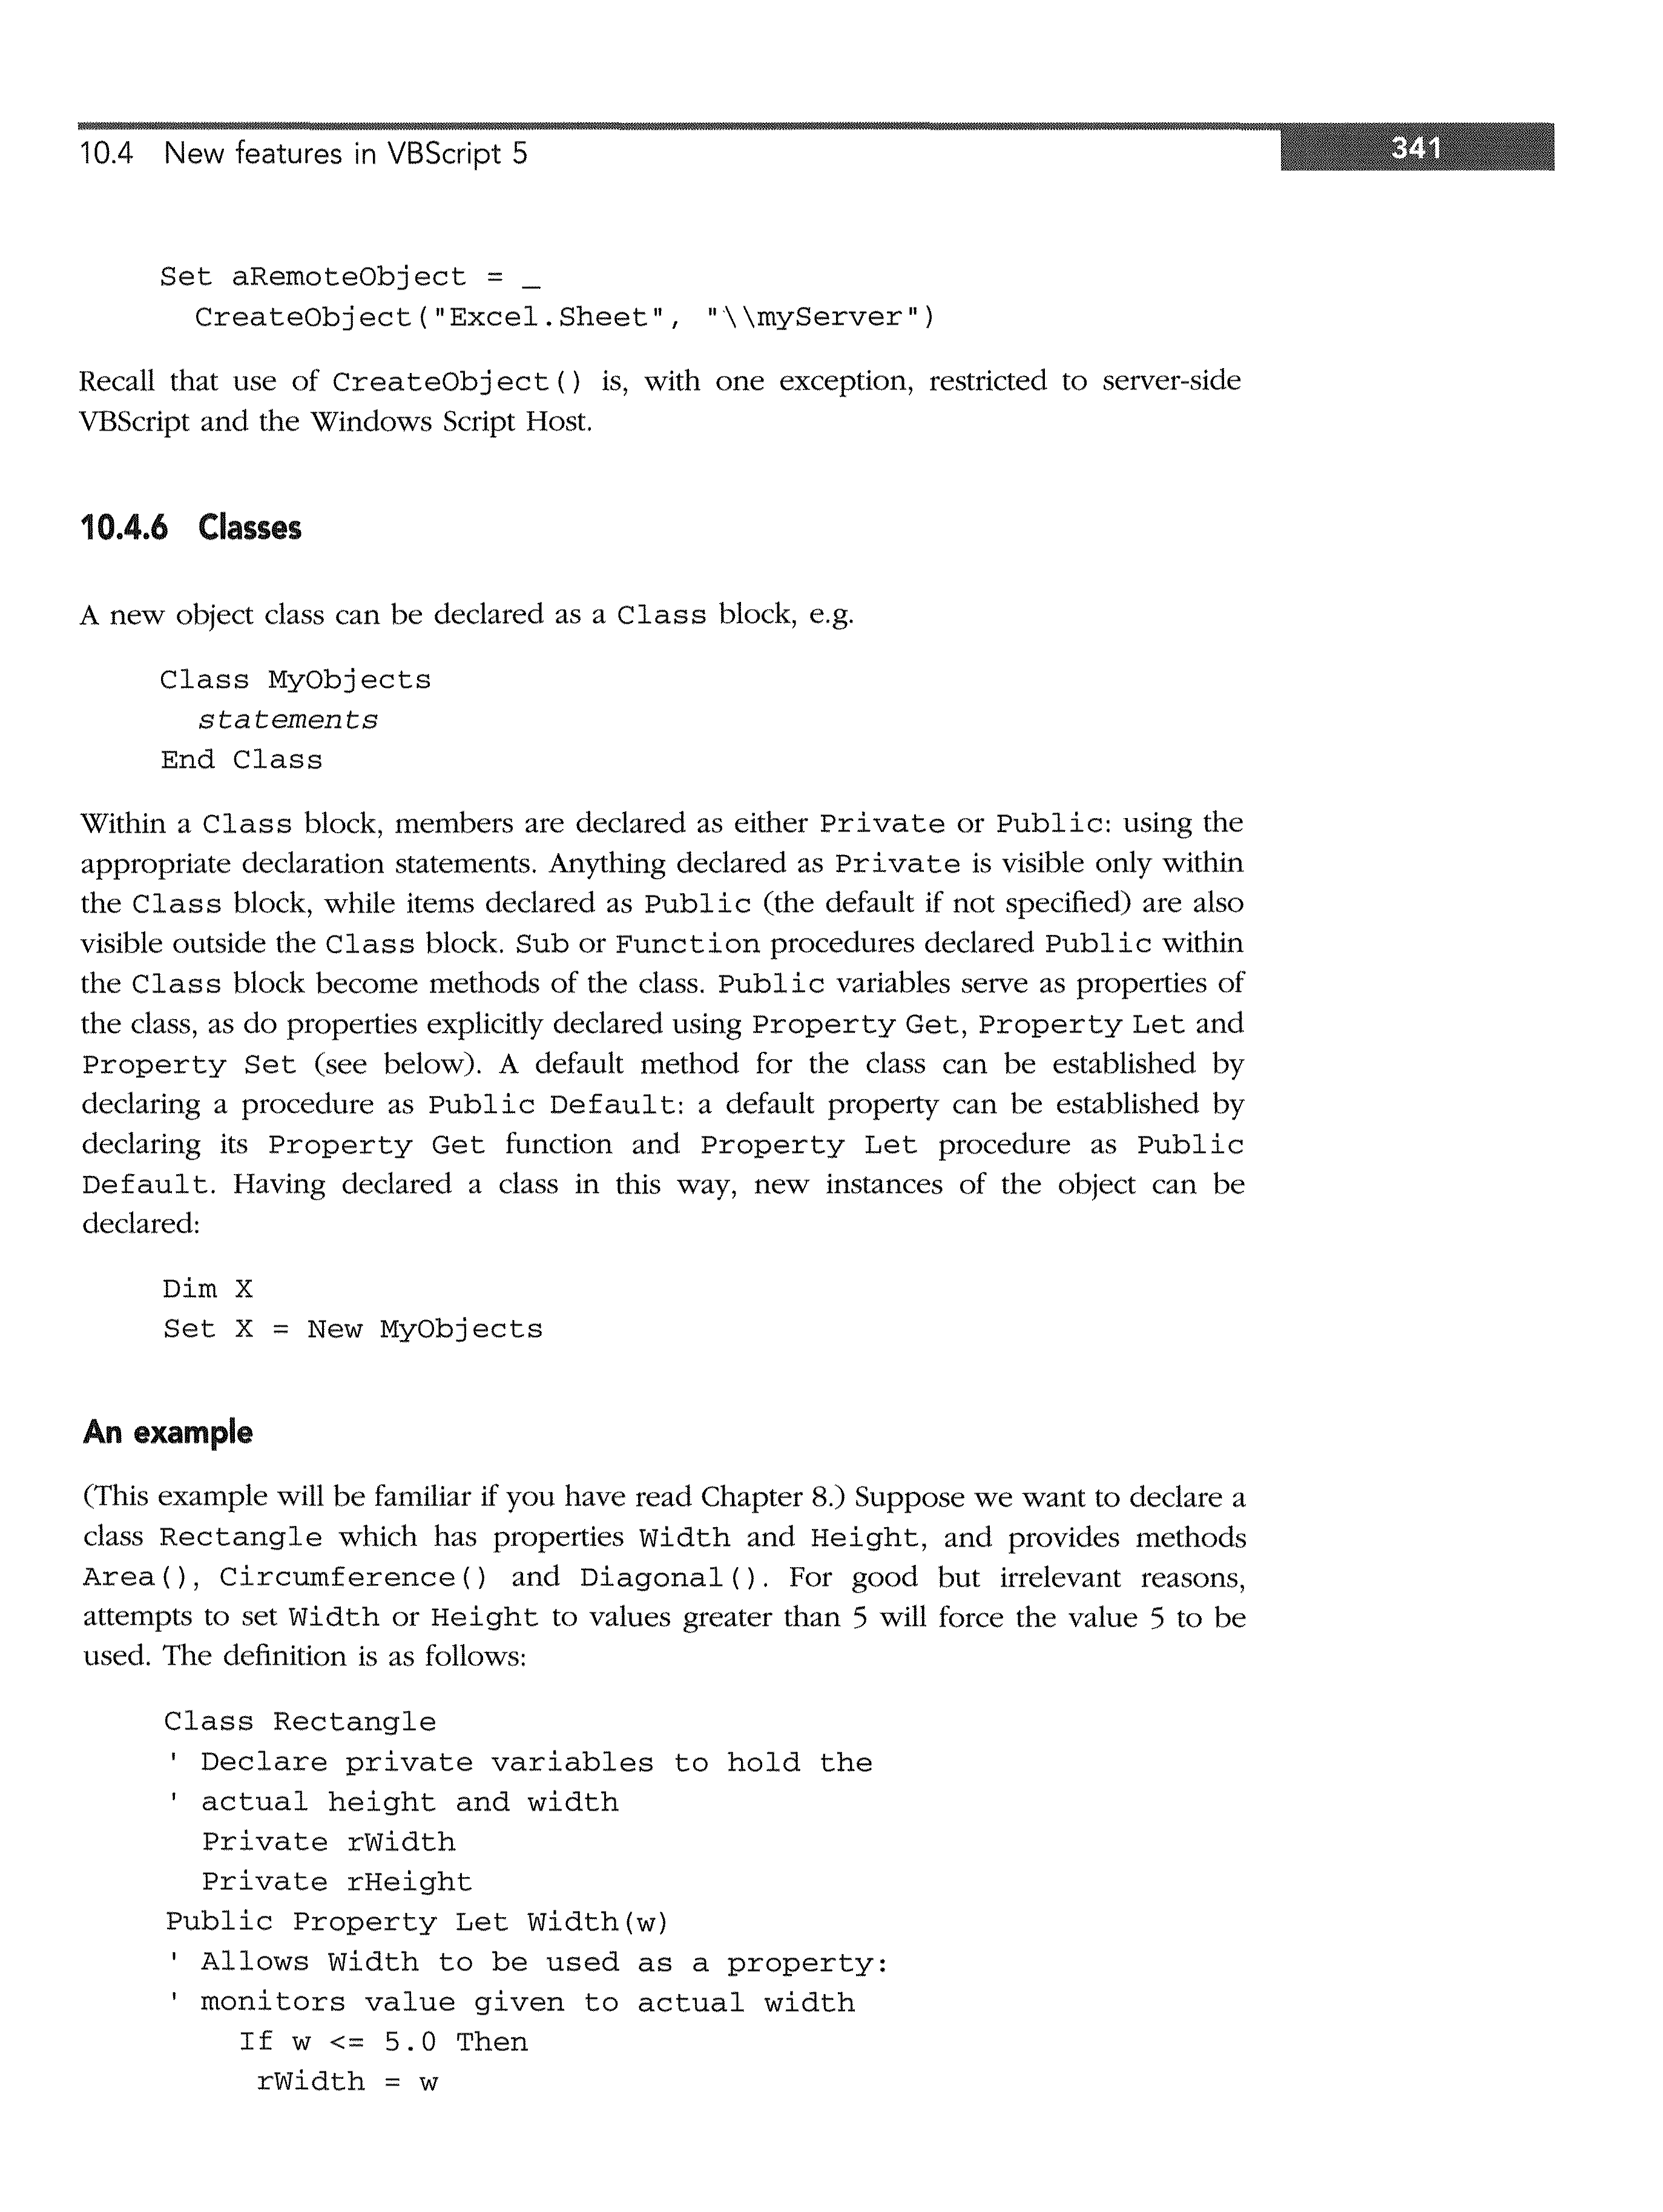 10.4 New features in VBScript 5
341
Set aRemoteObject = _
CreateObject("Excel.Sheet", "\\myServer")
Recall that use of CreateObject() is, with one exception, restricted to server-side
VBScript and the Windows Script Host.
10.4.6 Classes
A new object class can be declared as a Class block, e.g.
Class MyObjects
statements
End Class
Within a Class block, members are declared as either Private or Public: using the
appropriate declaration statements. Anything declared as Private is visible only within
the Class block, while items declared as Public (the default if not specified) are also
visible outside the Class block. Sub or Function procedures declared Public within
the Class block become methods of the class. Public variables serve as properties of
the class, as do properties explicitly declared using Property Get, Property Let and
Property Set (see below). A default method for the class can be established by
declaring a procedure as Public Default: a default property can be established by
declaring its Property Get function and Property Let procedure as Public
Default. Having declared a class in this way, new instances of the object can be
declared:
Dim X
Set X = New MyObjects
An example
(This example will be familiar if you have read Chapter 8.) Suppose we want to declare a
class Rectangle which has properties Width and Height, and provides methods
Area(), Circumference() and Diagonal(). For good but irrelevant reasons,
attempts to set Width or Height to values greater than 5 will force the value 5 to be
used. The definition is as follows:
Class Rectangle
' Declare private variables to hold the
' actual height and width
Private rWidth
Private rHeight
Public Property Let Width(w)
' Allows Width to be used as a property:
' monitors value given to actual width
If w <= 5.0 Then
rWidth = w